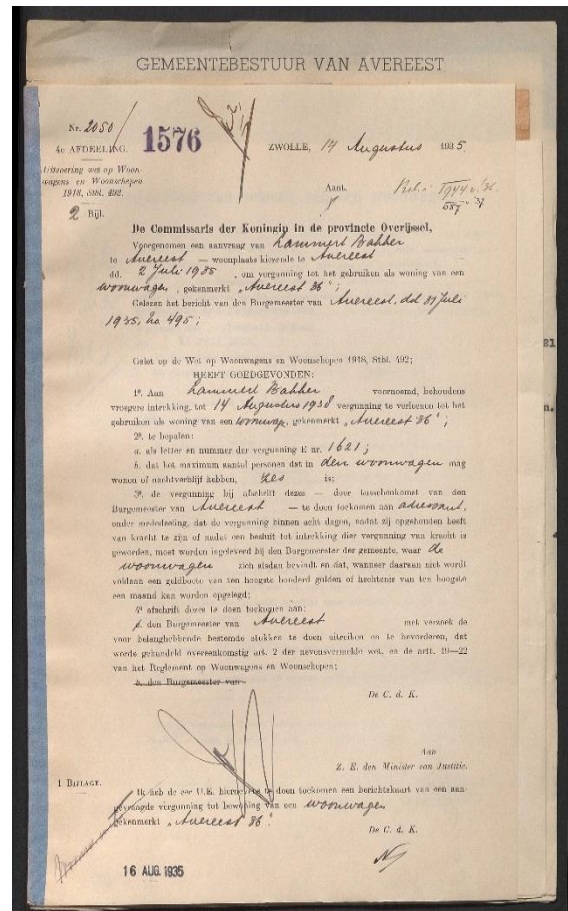 GEMEENTEBESTUUR VAN AVEREEST
Nr. 2050
1576
4e AFDEELING.
ZWOLLE, 14 Augustus 1935.
Uitvoering wet op Woon-
wagens en Woonschepen
1918, Stbl. 492.
Aant.
2 Bijl.
De Commissaris der Koningin in de provincie Overijssel,
Voorgenomen een aanvraag van Lammert Bakker
te Avereest — woonplaats kiezende te Avereest
dd. 2 Juli 1935, om vergunning tot het gebruiken als woning van een
woonwagen, gekenmerkt „Avereest 86";
Gelezen het bericht van den Burgemeester van Avereest, dd. Juli
1935, no. 495;
Gelet op de Wet op Woonwagens en Woonschepen 1918, Stbl. 492;
HEEFT GOEDGEVONDEN:
1º. Aan Lammert Bakker voornoemd, behoudens
vroegere intrekking, tot 14 Augustus 1938 vergunning te verleenen tot het
gebruiken als woning van een woonwag. gekenmerkt „Avereest 86";
2º. te bepalen:
a. als letter en nummer der vergunning E nr. 1621;
b. dat het maximum aantal personen dat in den woonwagen mag
wonen of nachtverblijf hebben, zes is;
3º. de vergunning bij afschrift dezes — door tusschenkomst van den
Burgemeester van Avereest — te doen toekomen aan adressant,
onder mededeeling, dat de vergunning binnen acht dagen, nadat zij opgehouden heeft
van kracht te zijn of nadat een besluit tot intrekking dier vergunning van kracht is
geworden, moet worden ingeleverd bij den Burgemeester der gemeente, waar de
woonwagen zich alsdan bevindt en dat, wanneer daaraan niet wordt
voldaan een geldboete van ten hoogste honderd gulden of hechtenis van ten hoogste
een maand kan worden opgelegd;
4º afschrift dezes te doen toekomen aan:
a. den Burgemeester van Avereest met verzoek de
voor belanghebbende bestemde stukken te doen uitreiken en te bevorderen, dat
worde gehandeld overeenkomstig art. 2 der nevensvermelde wet, en de artt. 19—22
van het Reglement op Woonwagens en Woonschepen;
b. den Burgemeester van
De C. d. K.
Aan
Z. E. den Minister van Justitie.
1 BIJLAGE.
Ik heb de eer U.E. hiernevens te doen toekomen een berichtskaart van een aan-
gevraagde vergunning tot bewoning van een woonwagen
gekenmerkt „Avereest 86".
De C. d. K.
16 AUG. 1935
21
n.